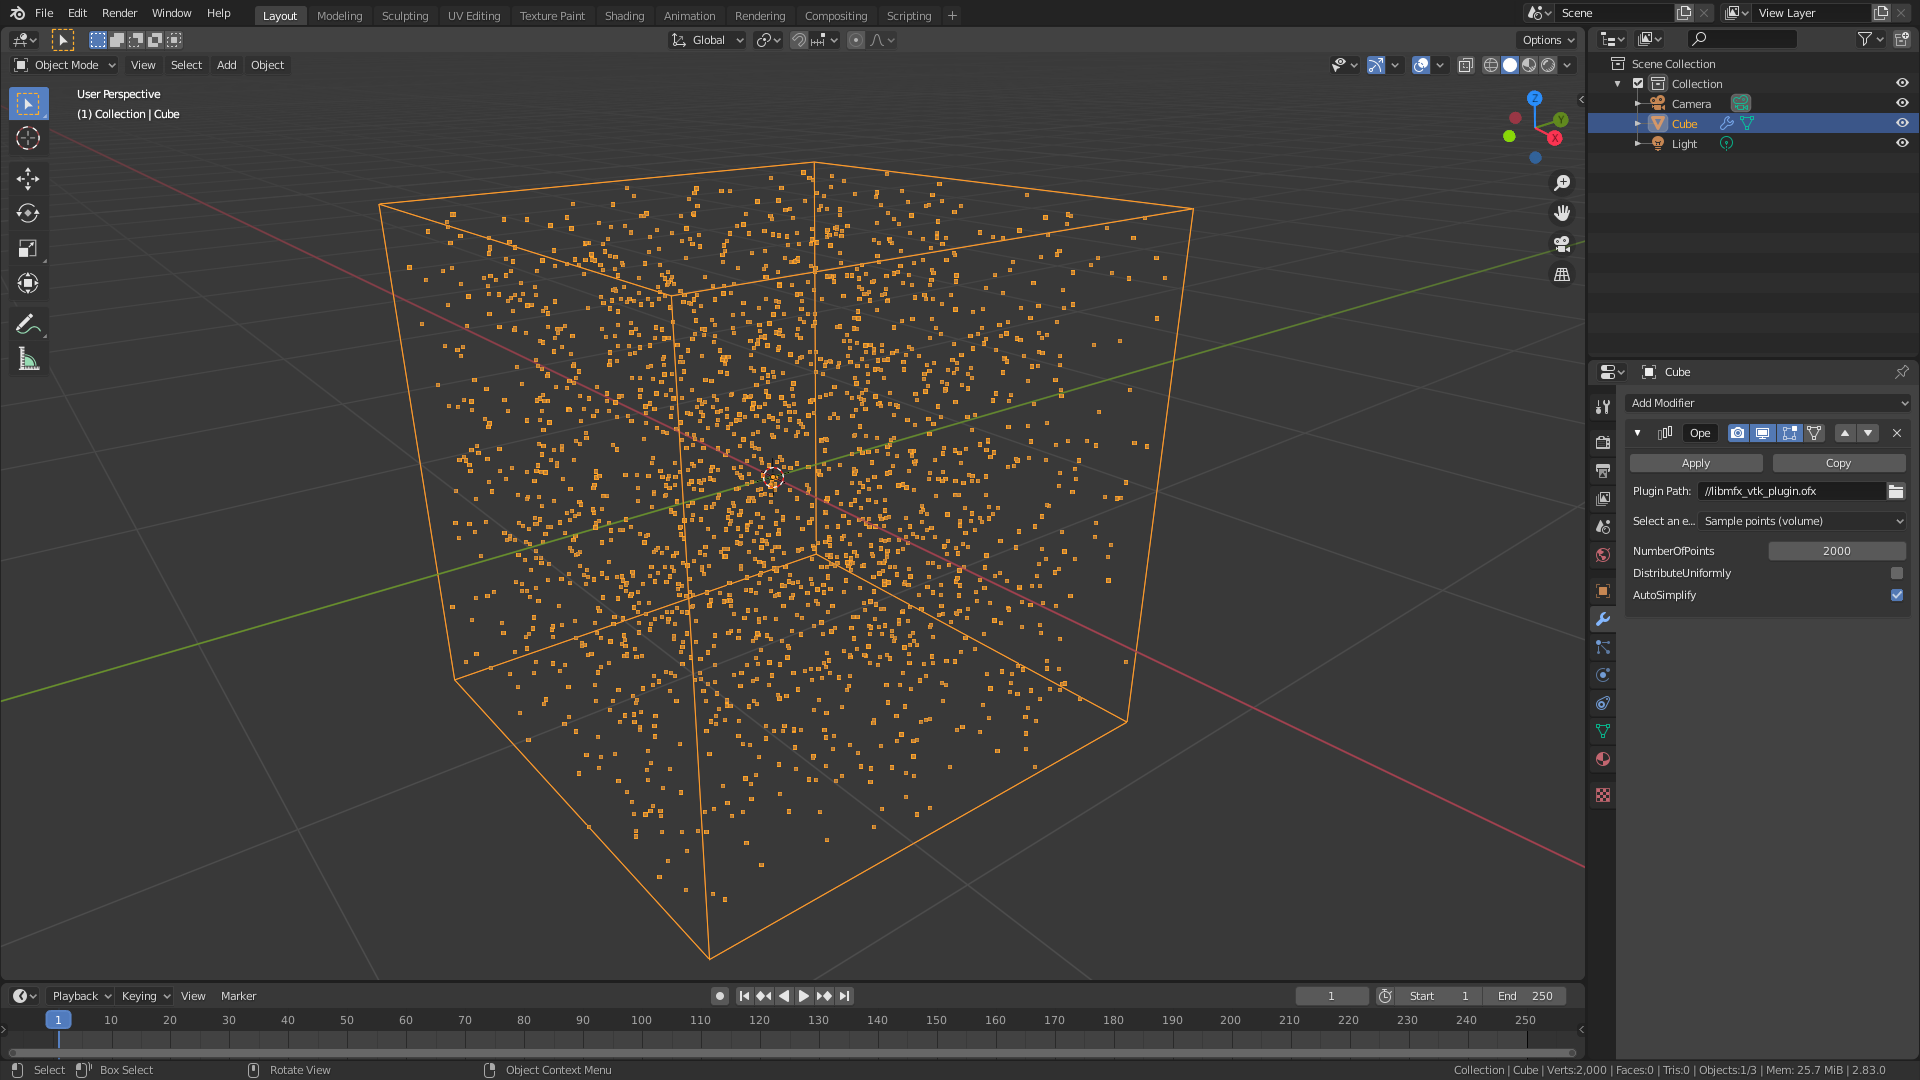 File Edit Render Window Help Layout Modeling Sculpting UV Editing Texture Paint Shading Animation Rendering Compositing Scripting + Scene View Layer
Global Options
Object Mode View Select Add Object
User Perspective
(1) Collection | Cube
Z
Y
X
Scene Collection
Collection
Camera
Cube
Light
Cube
Add Modifier
Ope
Apply Copy
Plugin Path: //libmfx_vtk_plugin.ofx
Select an e... Sample points (volume)
NumberOfPoints 2000
DistributeUniformly
AutoSimplify
Playback Keying View Marker 1 Start 1 End 250
1 10 20 30 40 50 60 70 80 90 100 110 120 130 140 150 160 170 180 190 200 210 220 230 240 250
Select Box Select Rotate View Object Context Menu Collection | Cube | Verts:2,000 | Faces:0 | Tris:0 | Objects:1/3 | Mem: 25.7 MiB | 2.83.0